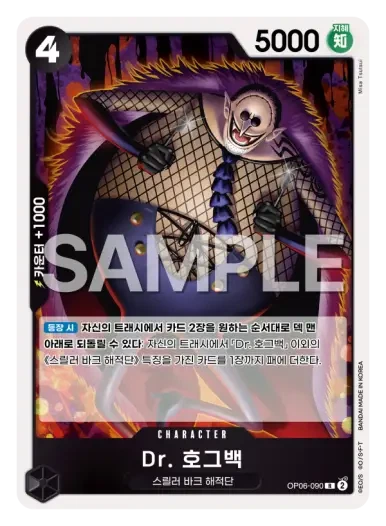 4
5000
지혜
知
Misa Tsutsui
카운터 +1000
SAMPLE
등장 시 자신의 트래시에서 카드 2장을 원하는 순서대로 덱 맨
아래로 되돌릴 수 있다: 자신의 트래시에서 「Dr. 호그백」 이외의
《스릴러 바크 해적단》 특징을 가진 카드를 1장까지 패에 더한다.
CHARACTER
Dr. 호그백
스릴러 바크 해적단
OP06-090 R 2
©E.O/S ©O/S·F·T BANDAI MADE IN KOREA